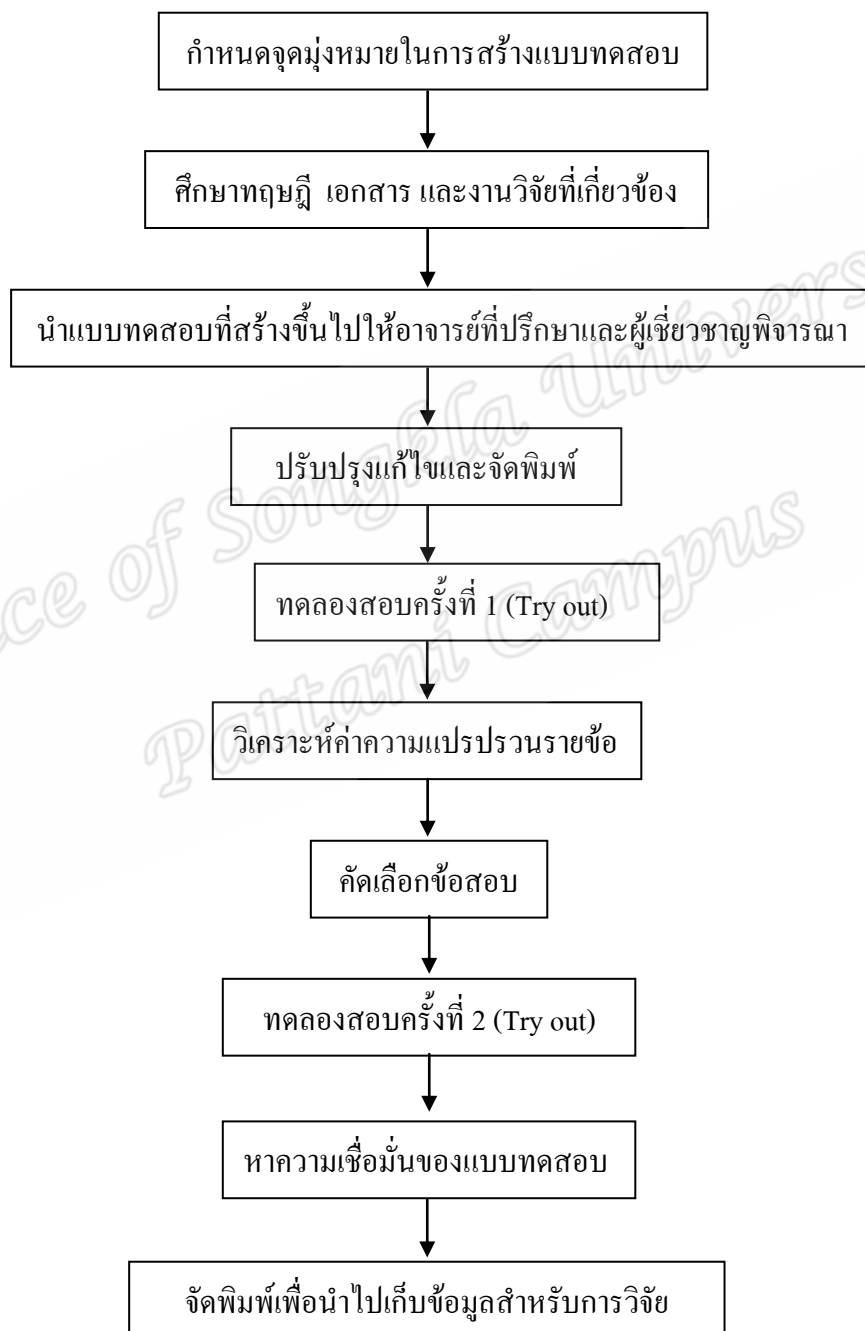 กำหนดจุดมุ่งหมายในการสร้างแบบทดสอบ
ศึกษาทฤษฎี เอกสาร และงานวิจัยที่เกี่ยวข้อง
นำแบบทดสอบที่สร้างขึ้นไปให้อาจารย์ที่ปรึกษาและผู้เชี่ยวชาญพิจารณา
ปรับปรุงแก้ไขและจัดพิมพ์
ทดลองสอบครั้งที่ 1 (Try out)
วิเคราะห์ค่าความแปรปรวนรายข้อ
คัดเลือกข้อสอบ
ทดลองสอบครั้งที่ 2 (Try out)
หาความเชื่อมั่นของแบบทดสอบ
จัดพิมพ์เพื่อนำไปเก็บข้อมูลสำหรับการวิจัย
of Songkla
Pattani Campus